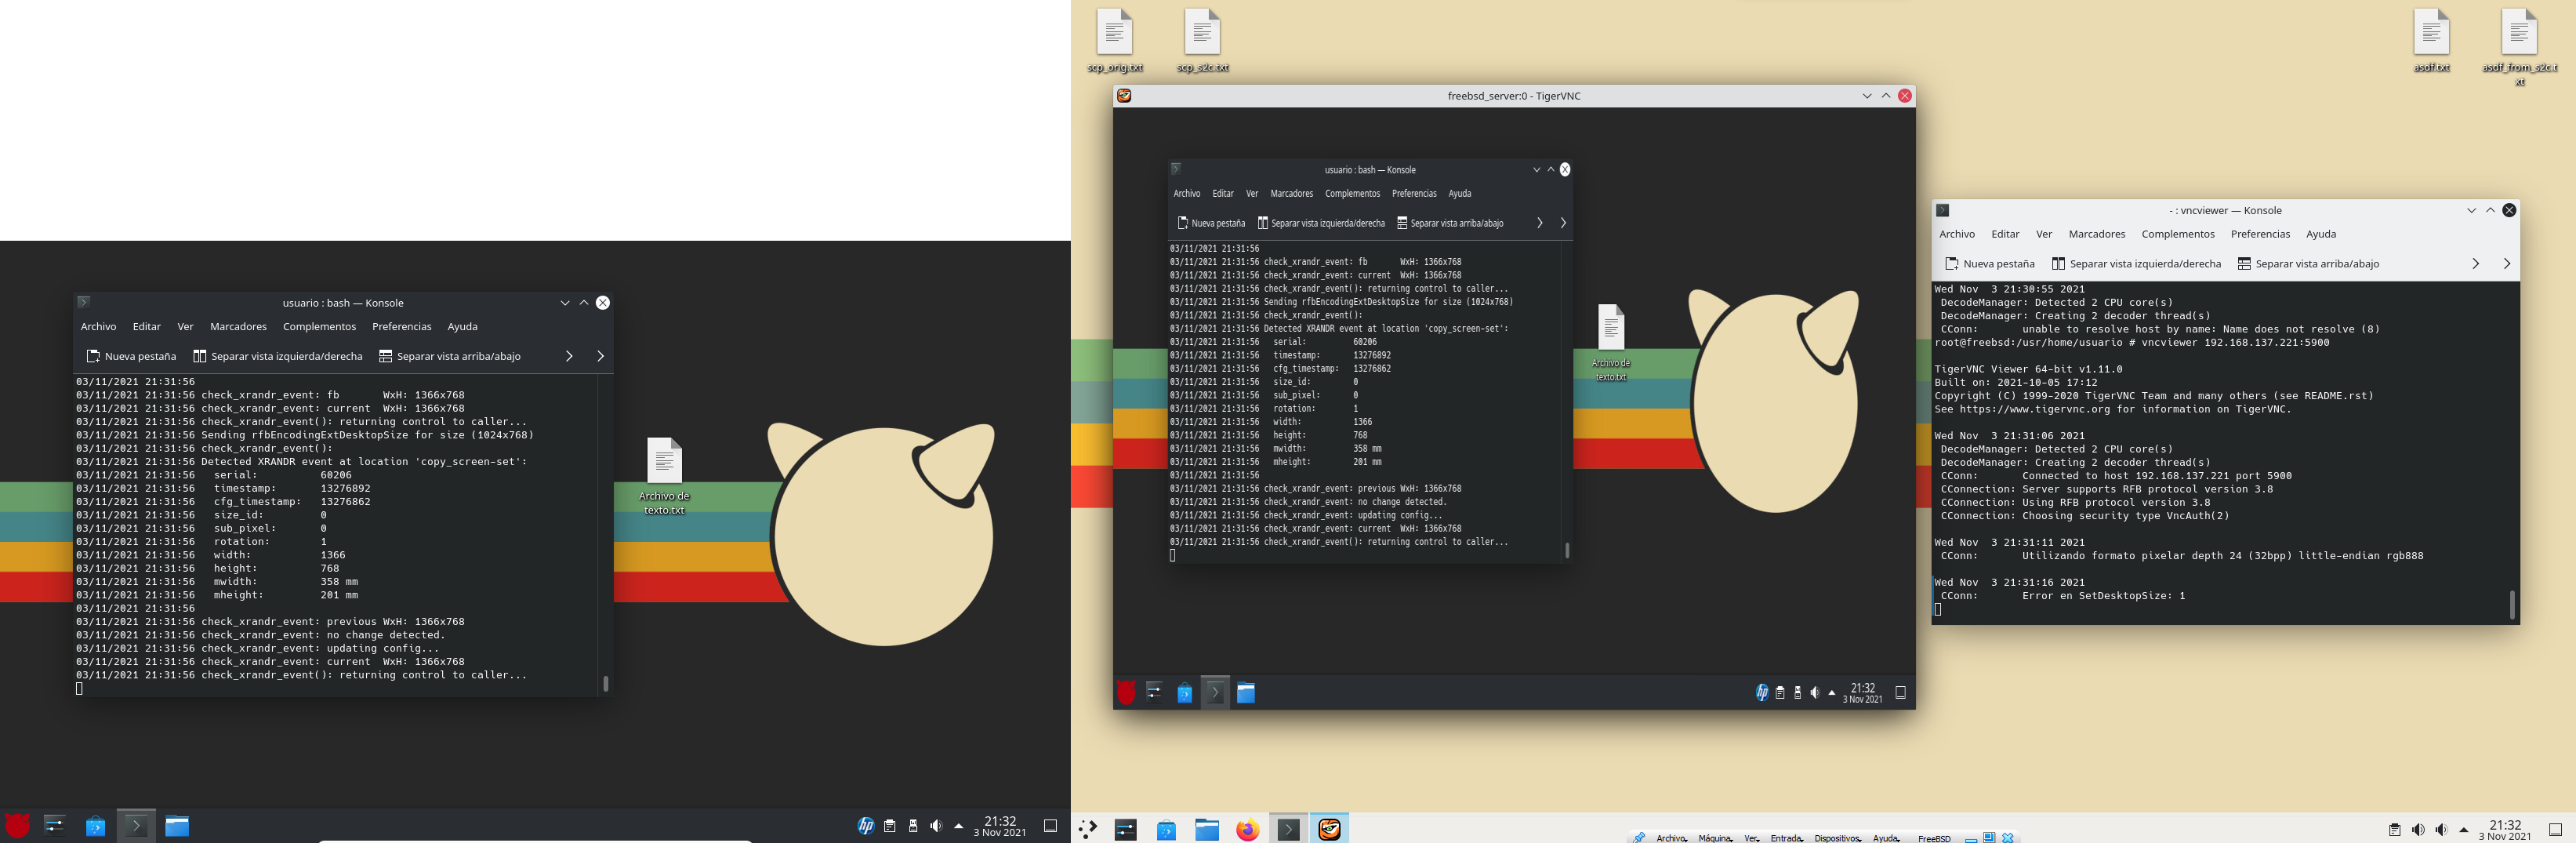 usuario : bash — Konsole
Archivo Editar Ver Marcadores Complementos Preferencias Ayuda
Nueva pestaña Separar vista izquierda/derecha Separar vista arriba/abajo
03/11/2021 21:31:56
03/11/2021 21:31:56 check_xrandr_event: fb       WxH: 1366x768
03/11/2021 21:31:56 check_xrandr_event: current  WxH: 1366x768
03/11/2021 21:31:56 check_xrandr_event(): returning control to caller...
03/11/2021 21:31:56 Sending rfbEncodingExtDesktopSize for size (1024x768)
03/11/2021 21:31:56 check_xrandr_event():
03/11/2021 21:31:56 Detected XRANDR event at location 'copy_screen-set':
03/11/2021 21:31:56   serial:          60206
03/11/2021 21:31:56   timestamp:       13276892
03/11/2021 21:31:56   cfg_timestamp:   13276862
03/11/2021 21:31:56   size_id:         0
03/11/2021 21:31:56   sub_pixel:       0
03/11/2021 21:31:56   rotation:        1
03/11/2021 21:31:56   width:           1366
03/11/2021 21:31:56   height:          768
03/11/2021 21:31:56   mwidth:          358 mm
03/11/2021 21:31:56   mheight:         201 mm
03/11/2021 21:31:56
03/11/2021 21:31:56 check_xrandr_event: previous WxH: 1366x768
03/11/2021 21:31:56 check_xrandr_event: no change detected.
03/11/2021 21:31:56 check_xrandr_event: updating config...
03/11/2021 21:31:56 check_xrandr_event: current  WxH: 1366x768
03/11/2021 21:31:56 check_xrandr_event(): returning control to caller...
Archivo de
texto.txt
hp
21:32
3 Nov 2021
scp_orig.txt
scp_s2c.txt
asdf.txt
asdf_from_s2c.t
xt
freebsd_server:0 - TigerVNC
usuario : bash — Konsole
Archivo Editar Ver Marcadores Complementos Preferencias Ayuda
Nueva pestaña Separar vista izquierda/derecha Separar vista arriba/abajo
03/11/2021 21:31:56
03/11/2021 21:31:56 check_xrandr_event: fb       WxH: 1366x768
03/11/2021 21:31:56 check_xrandr_event: current  WxH: 1366x768
03/11/2021 21:31:56 check_xrandr_event(): returning control to caller...
03/11/2021 21:31:56 Sending rfbEncodingExtDesktopSize for size (1024x768)
03/11/2021 21:31:56 check_xrandr_event():
03/11/2021 21:31:56 Detected XRANDR event at location 'copy_screen-set':
03/11/2021 21:31:56   serial:          60206
03/11/2021 21:31:56   timestamp:       13276892
03/11/2021 21:31:56   cfg_timestamp:   13276862
03/11/2021 21:31:56   size_id:         0
03/11/2021 21:31:56   sub_pixel:       0
03/11/2021 21:31:56   rotation:        1
03/11/2021 21:31:56   width:           1366
03/11/2021 21:31:56   height:          768
03/11/2021 21:31:56   mwidth:          358 mm
03/11/2021 21:31:56   mheight:         201 mm
03/11/2021 21:31:56
03/11/2021 21:31:56 check_xrandr_event: previous WxH: 1366x768
03/11/2021 21:31:56 check_xrandr_event: no change detected.
03/11/2021 21:31:56 check_xrandr_event: updating config...
03/11/2021 21:31:56 check_xrandr_event: current  WxH: 1366x768
03/11/2021 21:31:56 check_xrandr_event(): returning control to caller...
Archivo de
texto.txt
hp
21:32
3 Nov 2021
- : vncviewer — Konsole
Archivo Editar Ver Marcadores Complementos Preferencias Ayuda
Nueva pestaña Separar vista izquierda/derecha Separar vista arriba/abajo
Wed Nov  3 21:30:55 2021
 DecodeManager: Detected 2 CPU core(s)
 DecodeManager: Creating 2 decoder thread(s)
 CConn:       unable to resolve host by name: Name does not resolve (8)
root@freebsd:/usr/home/usuario # vncviewer 192.168.137.221:5900
TigerVNC Viewer 64-bit v1.11.0
Built on: 2021-10-05 17:12
Copyright (C) 1999-2020 TigerVNC Team and many others (see README.rst)
See https://www.tigervnc.org for information on TigerVNC.
Wed Nov  3 21:31:06 2021
 DecodeManager: Detected 2 CPU core(s)
 DecodeManager: Creating 2 decoder thread(s)
 CConn:       Connected to host 192.168.137.221 port 5900
 CConnection: Server supports RFB protocol version 3.8
 CConnection: Using RFB protocol version 3.8
 CConnection: Choosing security type VncAuth(2)
Wed Nov  3 21:31:11 2021
 CConn:       Utilizando formato pixelar depth 24 (32bpp) little-endian rgb888
Wed Nov  3 21:31:16 2021
 CConn:       Error en SetDesktopSize: 1
Archivo Máquina Ver Entrada Dispositivos Ayuda FreeBSD
21:32
3 Nov 2021